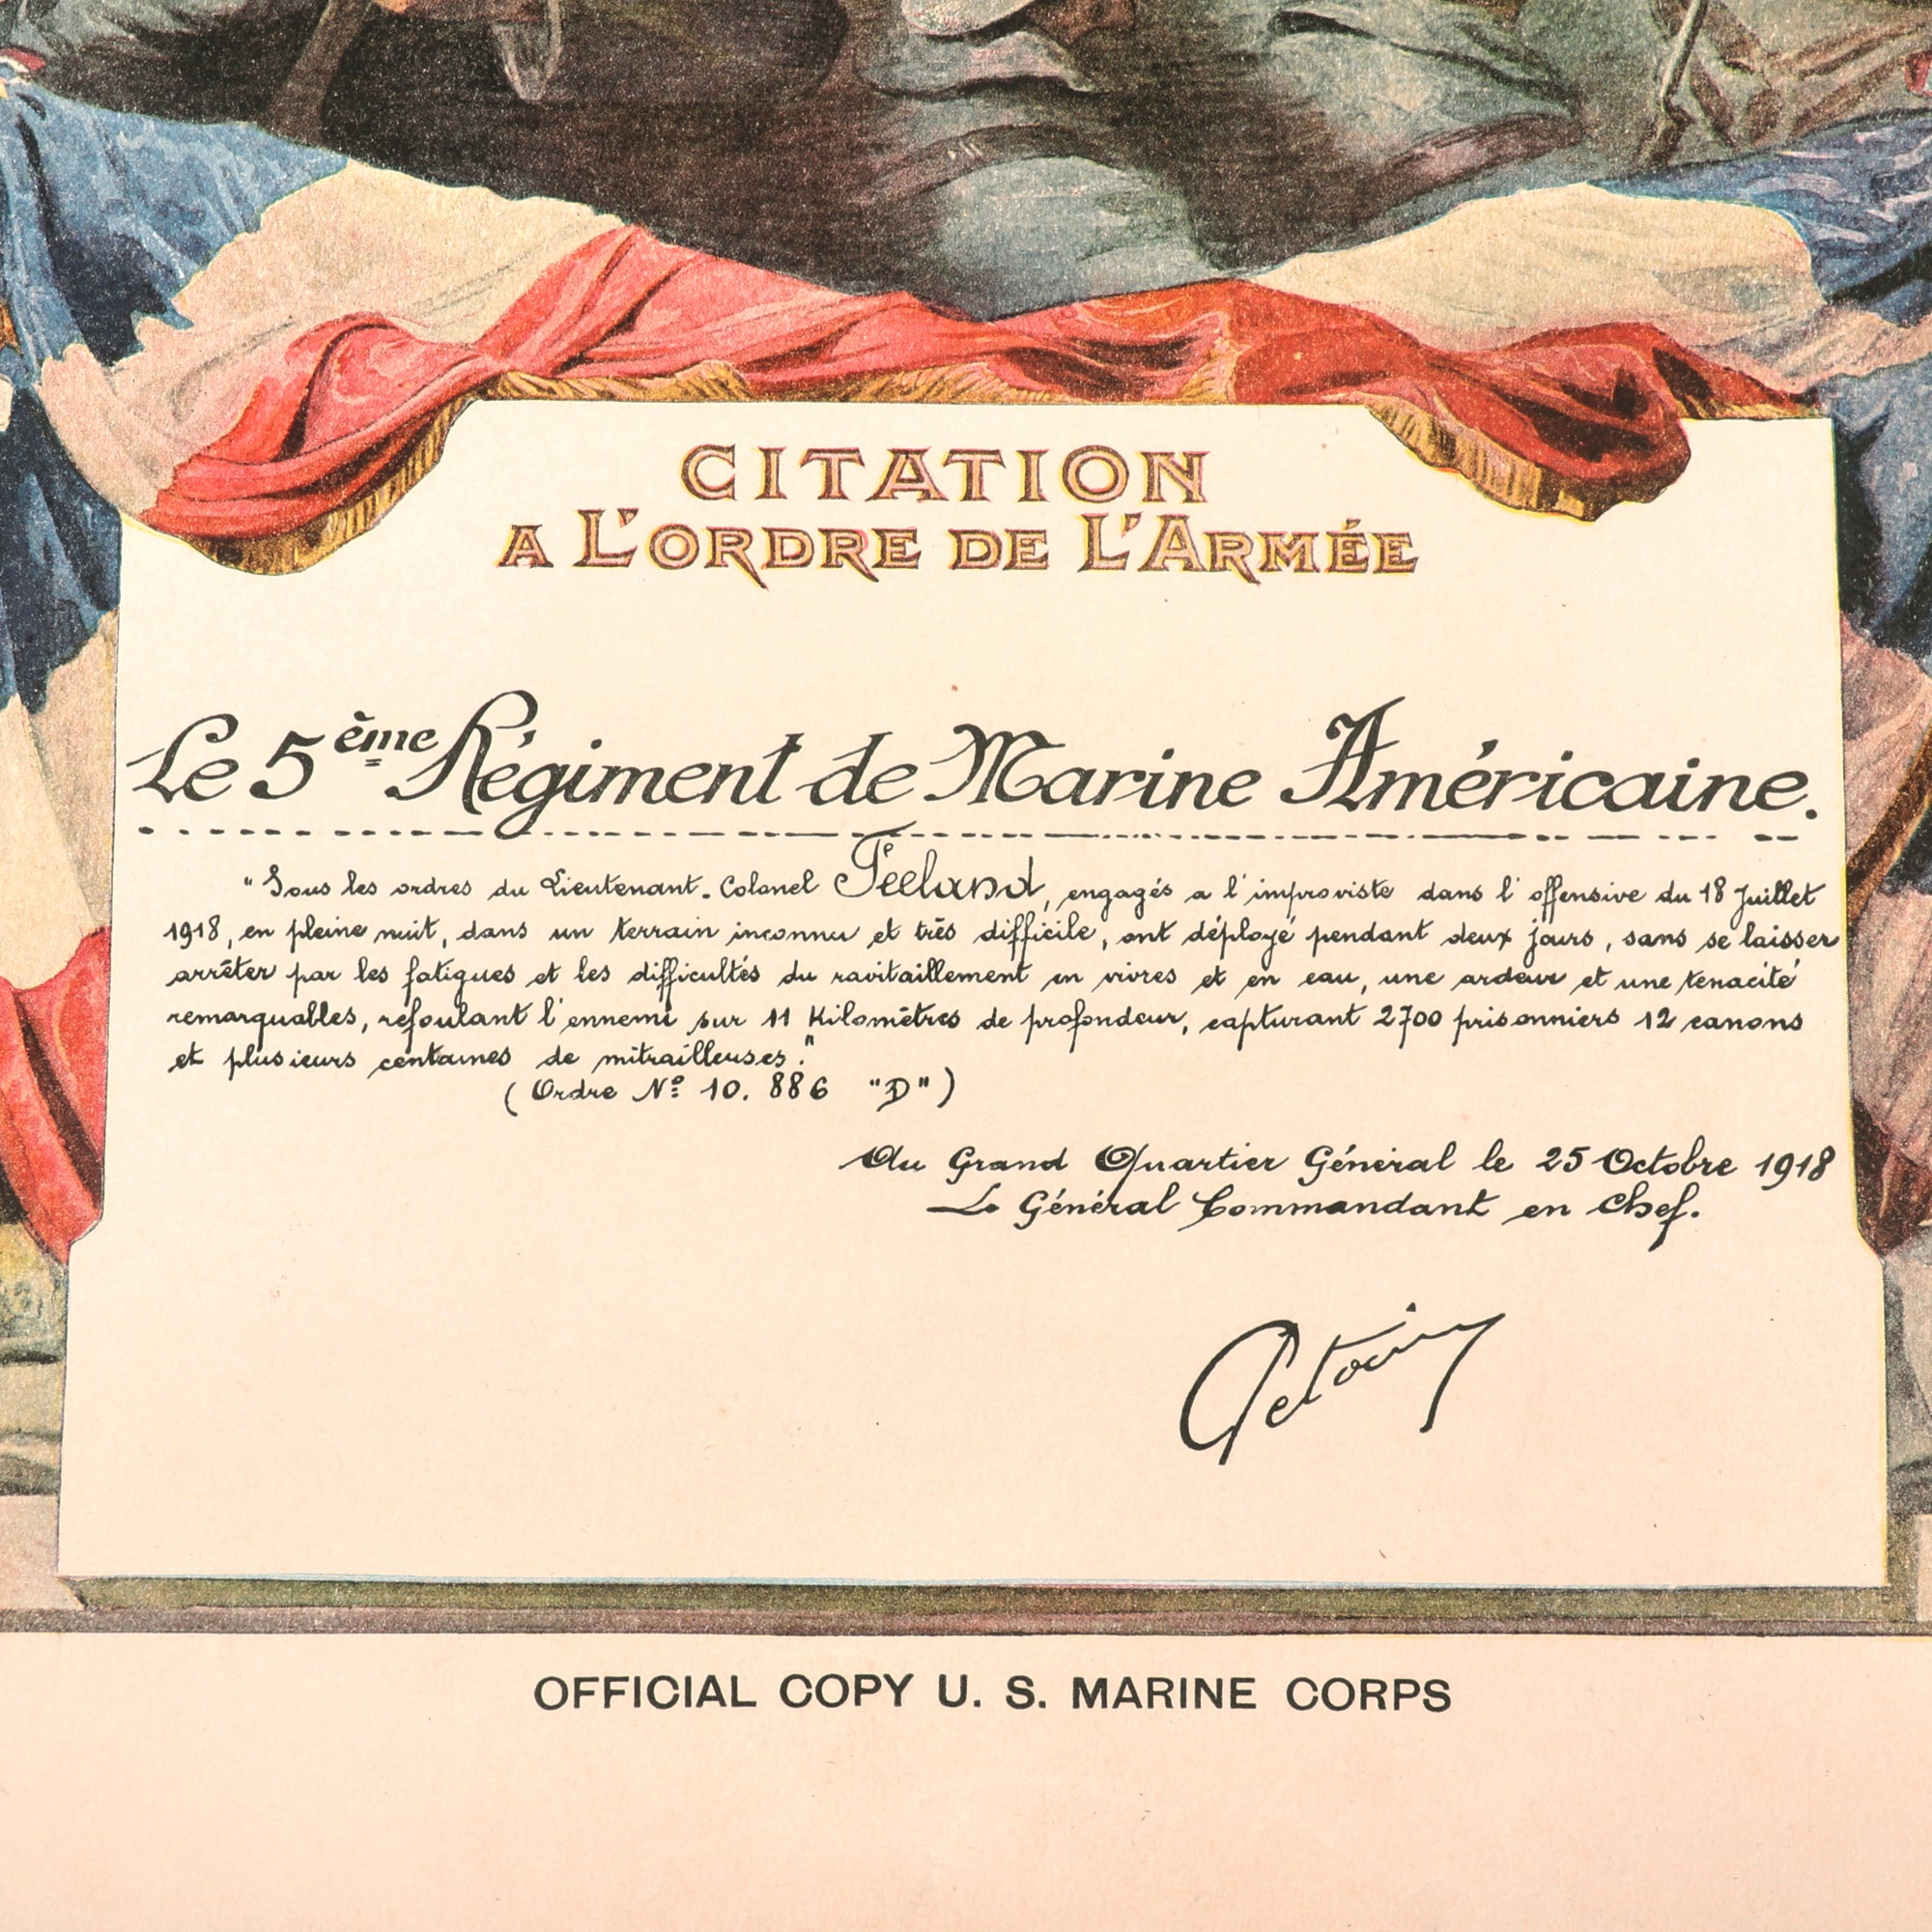 CITATION
A L'ORDRE DE L'ARMÉE
Le 5ème Régiment de Marine Américaine.
"Sous les ordres du Lieutenant-Colonel Feeland, engagés a l'improviste dans l'offensive du 18 Juillet
1918, en pleine nuit, dans un terrain inconnu et très difficile, ont déployé pendant deux jours, sans se laisser
arrêter par les fatigues et les difficultés du ravitaillement en vivres et en eau, une ardeur et une tenacité
remarquables, refoulant l'ennemi sur 11 Kilomètres de profondeur, capturant 2700 prisonniers 12 canons
et plusieurs centaines de mitrailleuses."
(Ordre No 10.886 "D")
Au Grand Quartier Général le 25 Octobre 1918
Le Général Commandant en Chef.
Petain
OFFICIAL COPY U. S. MARINE CORPS